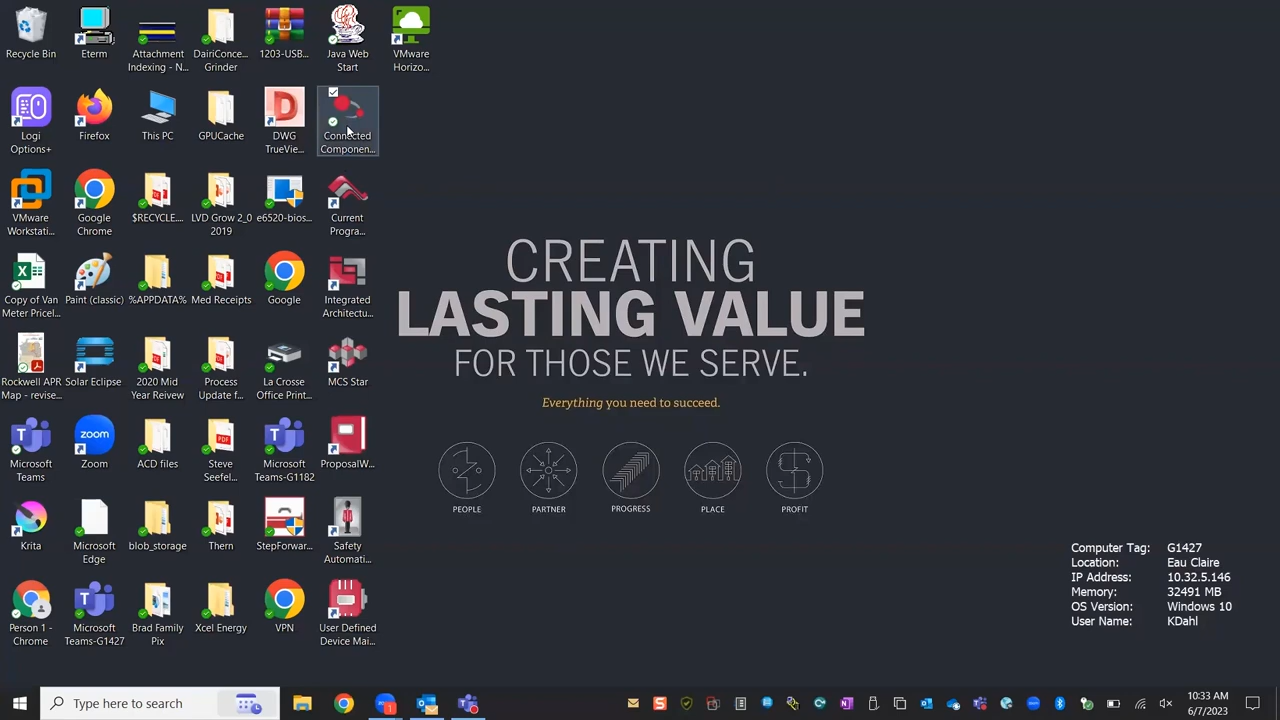 Recycle Bin
Eterm
Attachment
Indexing - N...
DairiConce...
Grinder
1203-USB...
Java Web
Start
VMware
Horizo...
Logi
Options+
Firefox
This PC
GPUCache
DWG
TrueVie...
Connected
Componen...
VMware
Workstati...
Google
Chrome
$RECYCLE....
LVD Grow 2_0
2019
e6520-bios...
Current
Progra...
Copy of Van
Meter Pricel...
Paint (classic)
%APPDATA%
Med Receipts
Google
Integrated
Architectu...
Rockwell APR
Map - revise...
Solar Eclipse
2020 Mid
Year Reivew
Process
Update f...
La Crosse
Office Print...
MCS Star
Microsoft
Teams
zoom
Zoom
ACD files
Steve
Seefel...
Microsoft
Teams-G1182
ProposalW...
Krita
Microsoft
Edge
blob_storage
Thern
StepForwar...
Safety
Automati...
Person 1 -
Chrome
Microsoft
Teams-G1427
Brad Family
Pix
Xcel Energy
VPN
User Defined
Device Mai...
CREATING
LASTING VALUE
FOR THOSE WE SERVE.
Everything you need to succeed.
PEOPLE
PARTNER
PROGRESS
PLACE
PROFIT
Computer Tag: G1427
Location: Eau Claire
IP Address: 10.32.5.146
Memory: 32491 MB
OS Version: Windows 10
User Name: KDahl
Type here to search
10:33 AM
6/7/2023